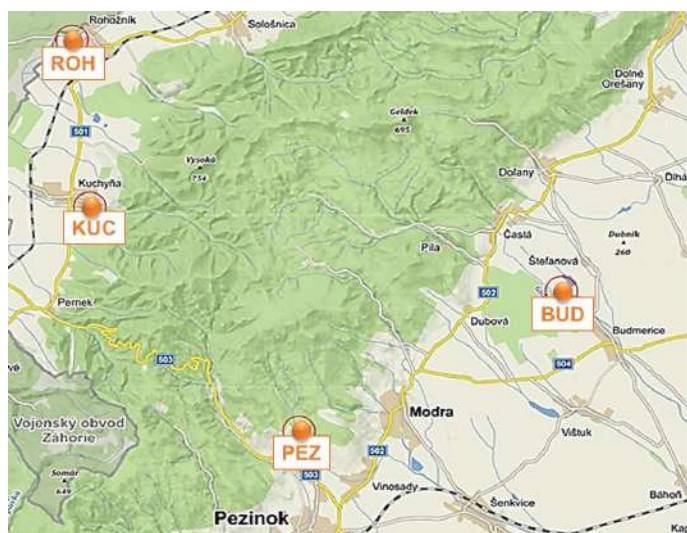 Rohožník
Sološnica
ROH
Dolné
Orešany
501
Geldek
695
Vysoká
754
Doľany
Dlhá
Kuchyňa
KUC
Častá
Píla
Dubník
260
Štefanová
Pernek
502
BUD
Dubová
Budmerice
503
504
Modra
Vojenský obvod
Záhorie
Vištuk
PEZ
502
Somár
649
503
Vinosady
Báhoň
Šenkvice
Pezinok